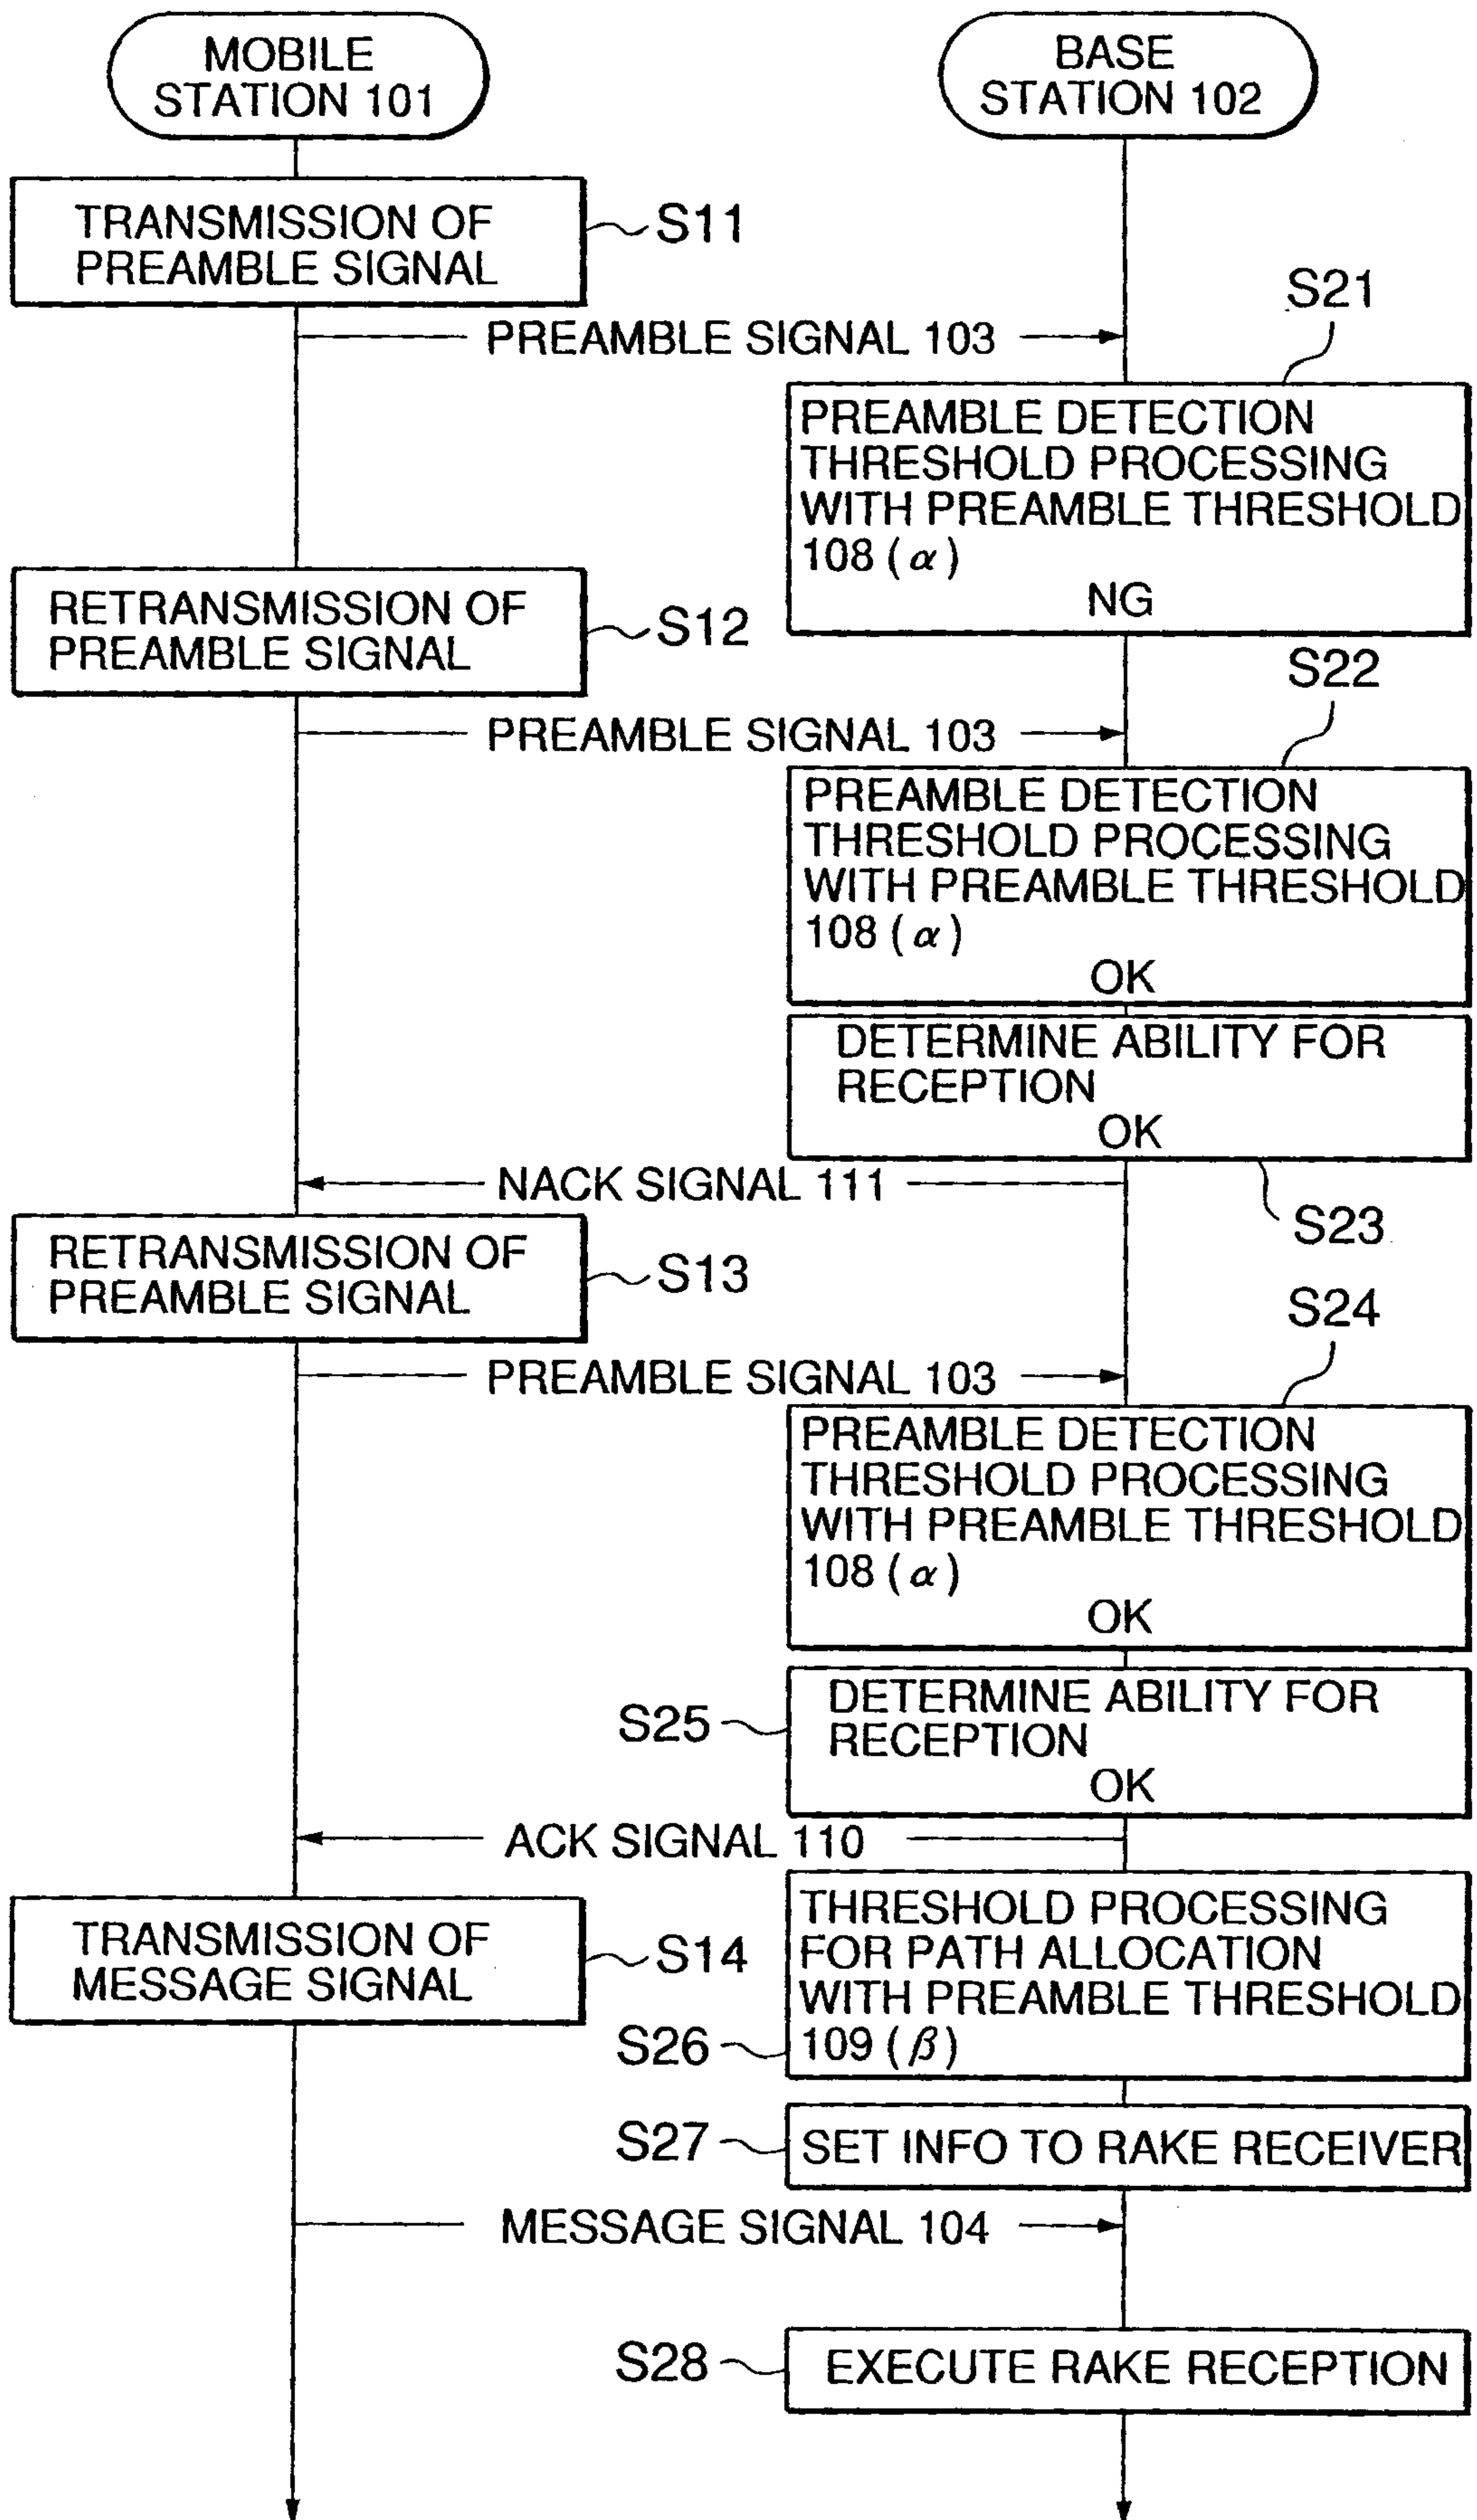 MOBILE
STATION 101
BASE
STATION 102
TRANSMISSION OF
PREAMBLE SIGNAL
S11
S21
PREAMBLE SIGNAL 103
PREAMBLE DETECTION
THRESHOLD PROCESSING
WITH PREAMBLE THRESHOLD
108 (α)
NG
RETRANSMISSION OF
PREAMBLE SIGNAL
S12
S22
PREAMBLE SIGNAL 103
PREAMBLE DETECTION
THRESHOLD PROCESSING
WITH PREAMBLE THRESHOLD
108 (α)
OK
DETERMINE ABILITY FOR
RECEPTION
OK
NACK SIGNAL 111
S23
RETRANSMISSION OF
PREAMBLE SIGNAL
S13
S24
PREAMBLE SIGNAL 103
PREAMBLE DETECTION
THRESHOLD PROCESSING
WITH PREAMBLE THRESHOLD
108 (α)
OK
S25
DETERMINE ABILITY FOR
RECEPTION
OK
ACK SIGNAL 110
TRANSMISSION OF
MESSAGE SIGNAL
S14
THRESHOLD PROCESSING
FOR PATH ALLOCATION
WITH PREAMBLE THRESHOLD
109 (β)
S26
S27
SET INFO TO RAKE RECEIVER
MESSAGE SIGNAL 104
S28
EXECUTE RAKE RECEPTION